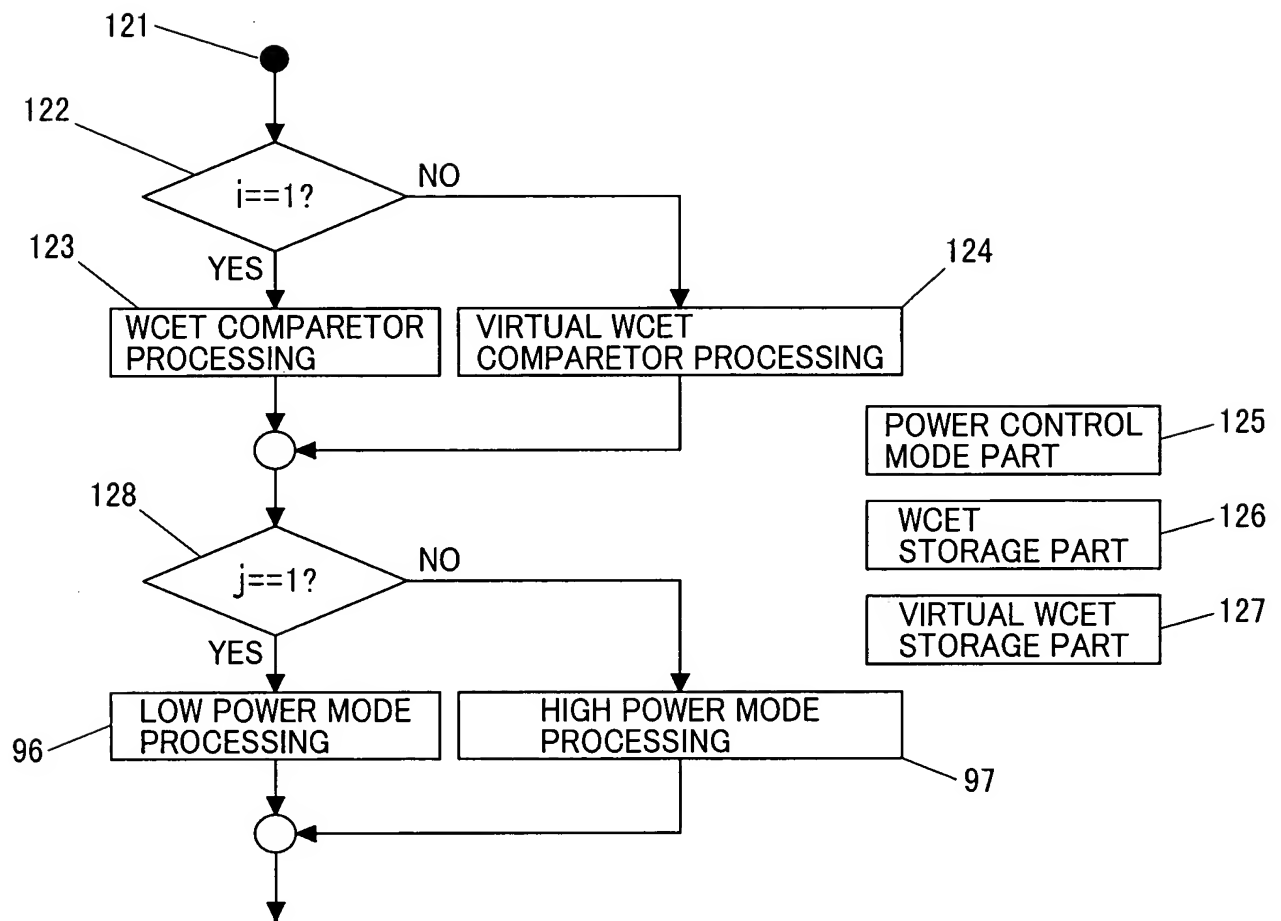 121
122
i==1?
NO
YES
123
124
WCET COMPARETOR
PROCESSING
VIRTUAL WCET
COMPARETOR PROCESSING
POWER CONTROL
MODE PART
125
128
WCET
STORAGE PART
126
j==1?
NO
YES
VIRTUAL WCET
STORAGE PART
127
LOW POWER MODE
PROCESSING
HIGH POWER MODE
PROCESSING
96
97